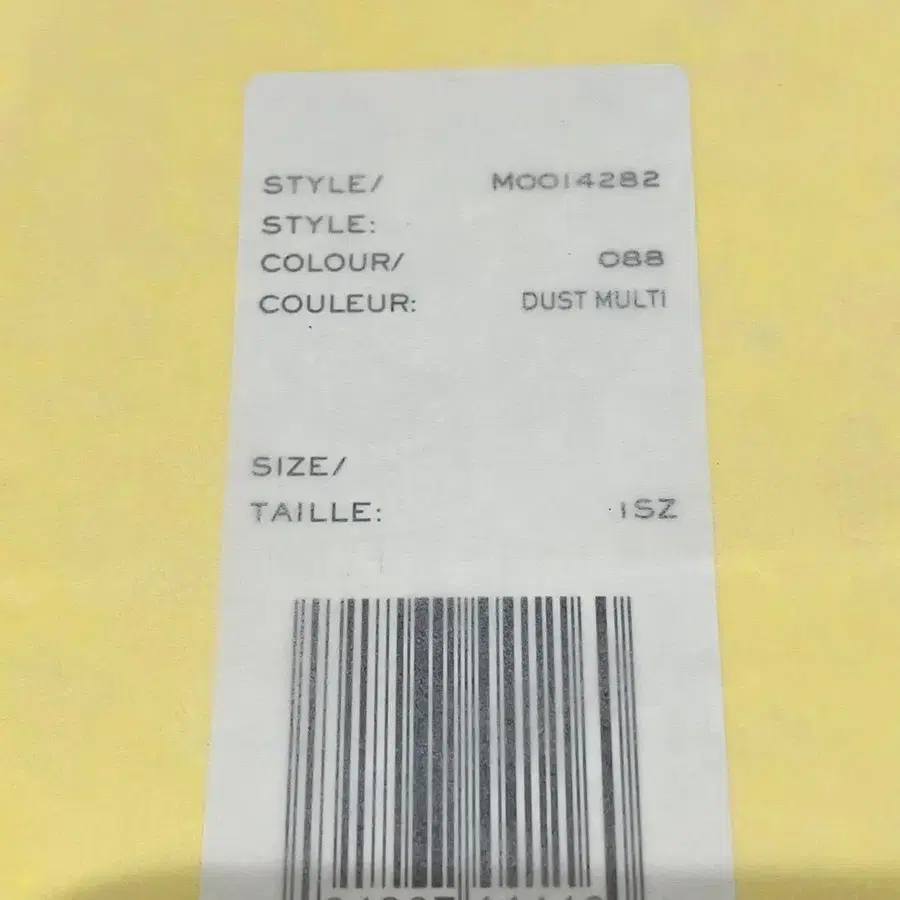 STYLE/ M0014282
STYLE:
COLOUR/ 088
COULEUR: DUST MULTI
SIZE/
TAILLE: 1SZ